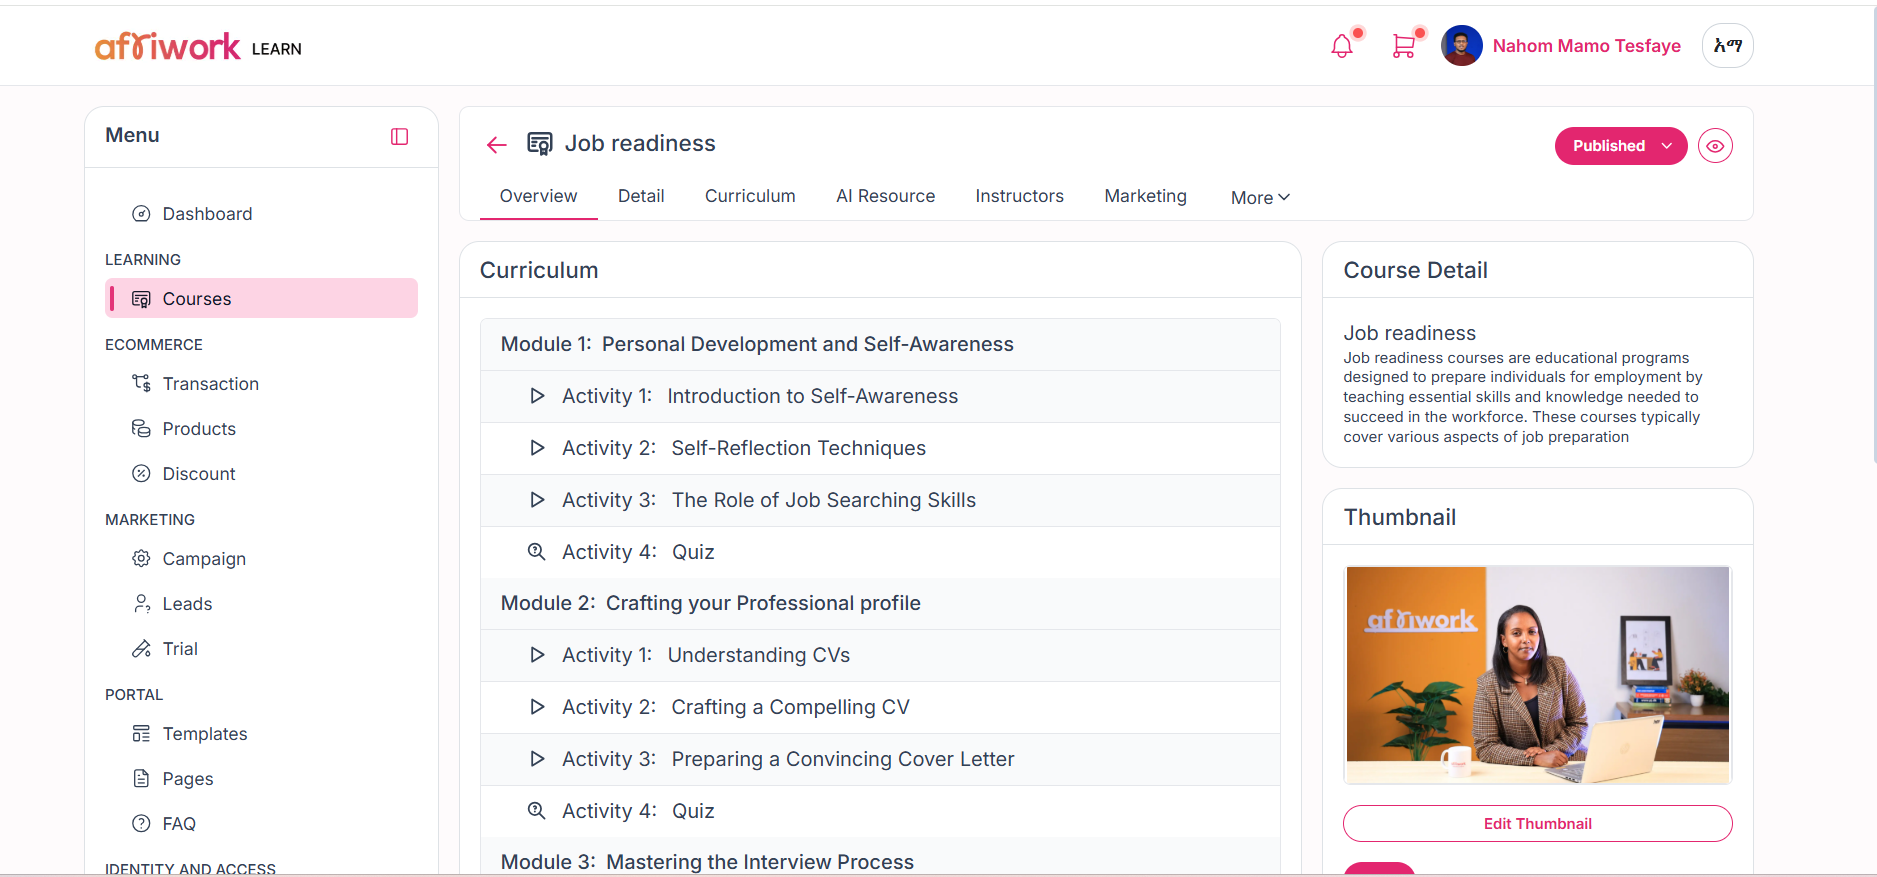 afriwork LEARN
Nahom Mamo Tesfaye
አማ
Menu
Dashboard
LEARNING
Courses
ECOMMERCE
Transaction
Products
Discount
MARKETING
Campaign
Leads
Trial
PORTAL
Templates
Pages
FAQ
IDENTITY AND ACCESS
Job readiness
Published
Overview Detail Curriculum AI Resource Instructors Marketing More
Curriculum
Module 1: Personal Development and Self-Awareness
Activity 1: Introduction to Self-Awareness
Activity 2: Self-Reflection Techniques
Activity 3: The Role of Job Searching Skills
Activity 4: Quiz
Module 2: Crafting your Professional profile
Activity 1: Understanding CVs
Activity 2: Crafting a Compelling CV
Activity 3: Preparing a Convincing Cover Letter
Activity 4: Quiz
Module 3: Mastering the Interview Process
Course Detail
Job readiness
Job readiness courses are educational programs
designed to prepare individuals for employment by
teaching essential skills and knowledge needed to
succeed in the workforce. These courses typically
cover various aspects of job preparation
Thumbnail
afriwork
Edit Thumbnail